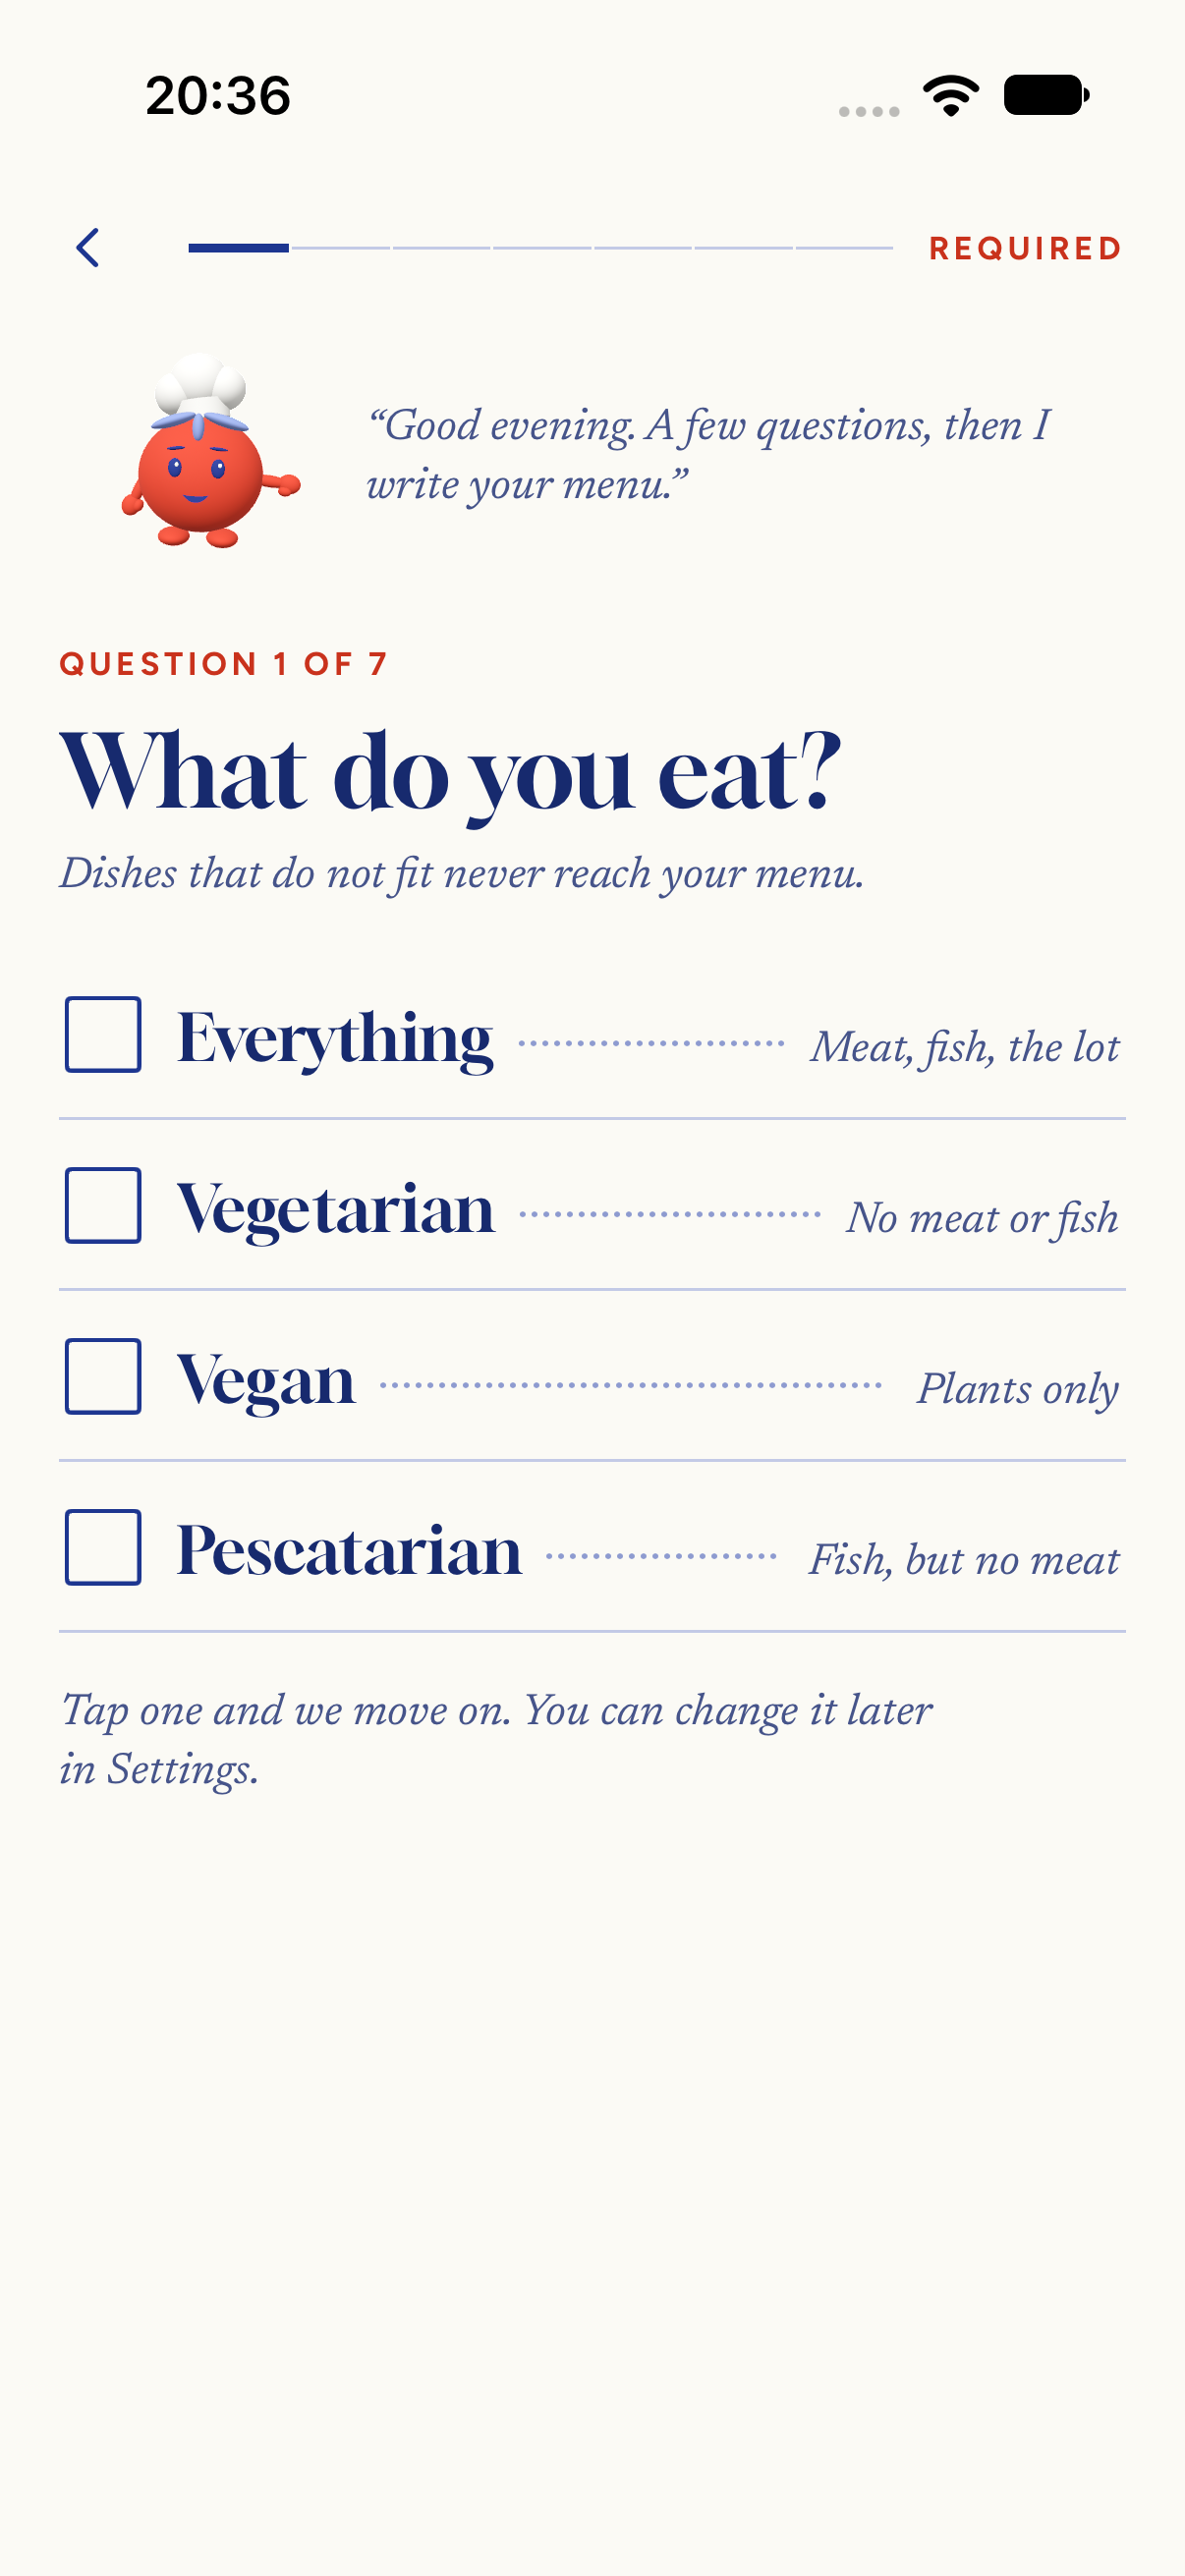 20:36
REQUIRED
“Good evening. A few questions, then I
write your menu.”
QUESTION 1 OF 7
What do you eat?
Dishes that do not fit never reach your menu.
Everything Meat, fish, the lot
Vegetarian No meat or fish
Vegan Plants only
Pescatarian Fish, but no meat
Tap one and we move on. You can change it later
in Settings.